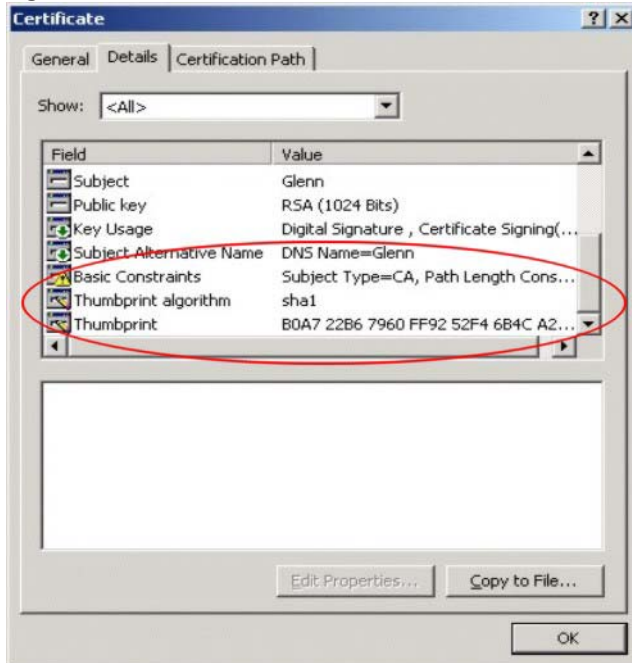 Certificate
General Details Certification Path
Show: <All>
Field Value
Subject Glenn
Public key RSA (1024 Bits)
Key Usage Digital Signature , Certificate Signing(...
Subject Alternative Name DNS Name=Glenn
Basic Constraints Subject Type=CA, Path Length Cons...
Thumbprint algorithm sha1
Thumbprint B0A7 22B6 7960 FF92 52F4 6B4C A2...
Edit Properties... Copy to File...
OK